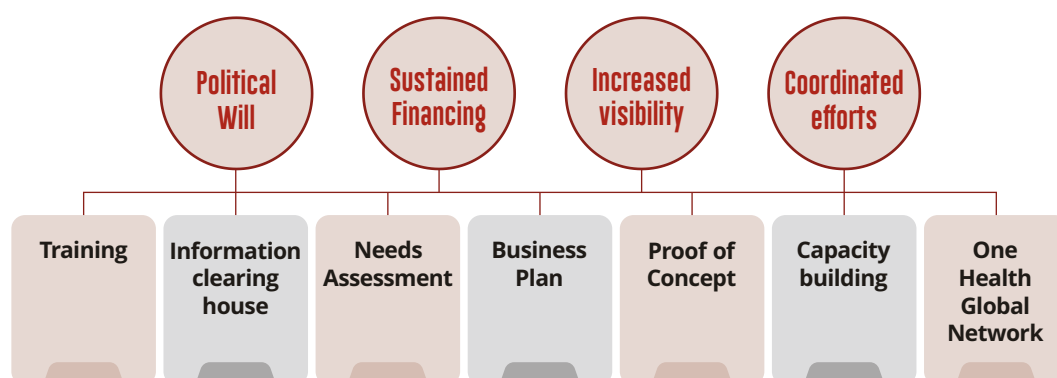 Political
Will
Sustained
Financing
Increased
visibility
Coordinated
efforts
Training
Information
clearing
house
Needs
Assessment
Business
Plan
Proof of
Concept
Capacity
building
One
Health
Global
Network